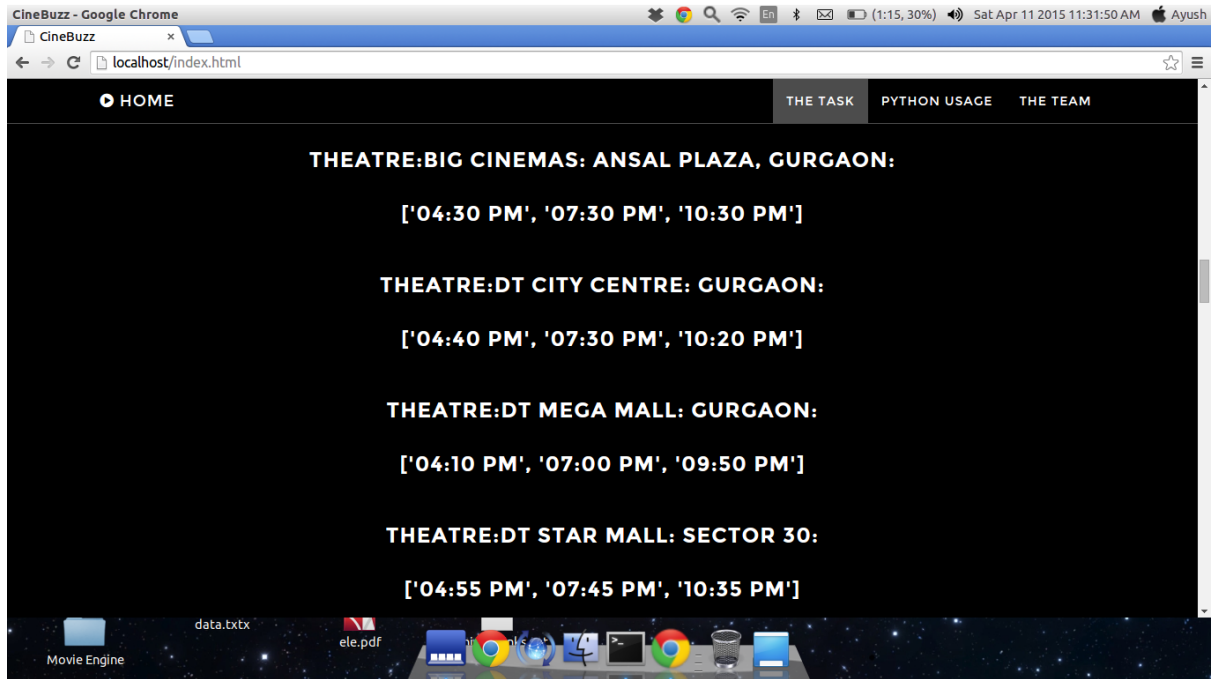 CineBuzz - Google Chrome
En (1:15, 30%) Sat Apr 11 2015 11:31:50 AM Ayush
CineBuzz ×
localhost/index.html
HOME THE TASK PYTHON USAGE THE TEAM
THEATRE:BIG CINEMAS: ANSAL PLAZA, GURGAON:
['04:30 PM', '07:30 PM', '10:30 PM']
THEATRE:DT CITY CENTRE: GURGAON:
['04:40 PM', '07:30 PM', '10:20 PM']
THEATRE:DT MEGA MALL: GURGAON:
['04:10 PM', '07:00 PM', '09:50 PM']
THEATRE:DT STAR MALL: SECTOR 30:
['04:55 PM', '07:45 PM', '10:35 PM']
data.txtx
ele.pdf
Movie Engine